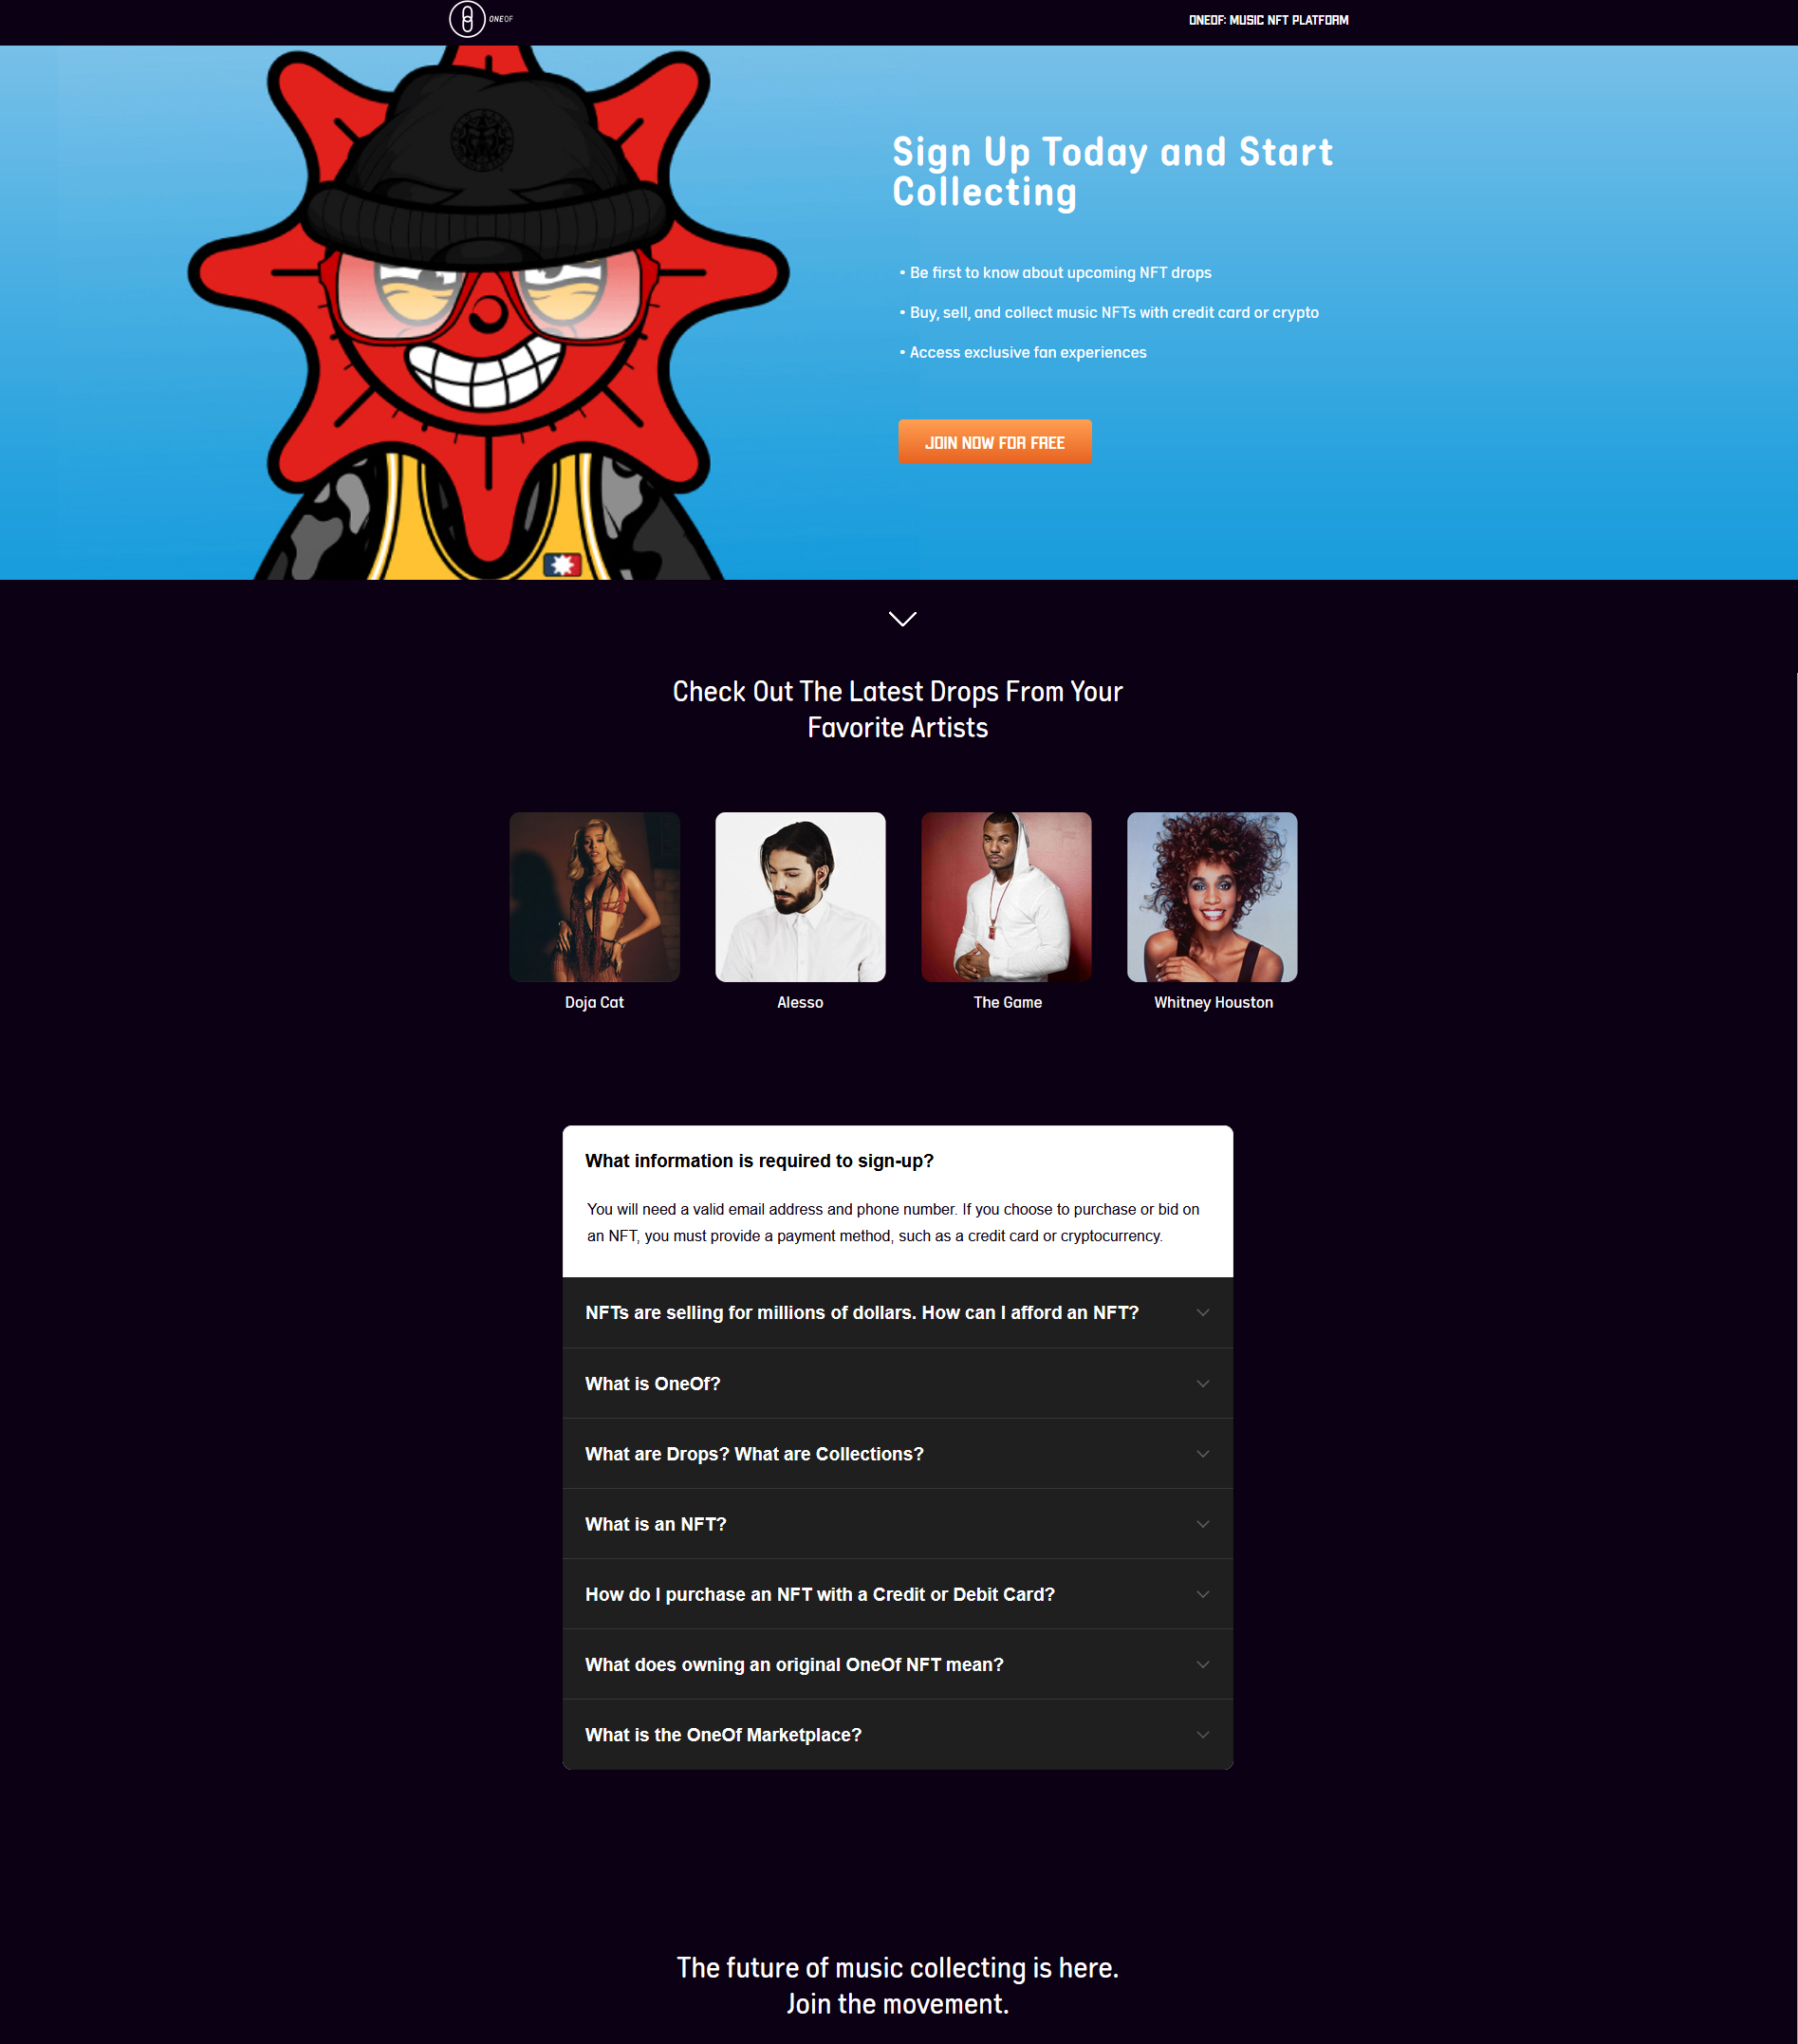 ONEOF
ONEOF: MUSIC NFT PLATFORM
Sign Up Today and Start
Collecting
• Be first to know about upcoming NFT drops
• Buy, sell, and collect music NFTs with credit card or crypto
• Access exclusive fan experiences
JOIN NOW FOR FREE
Check Out The Latest Drops From Your
Favorite Artists
Doja Cat
Alesso
The Game
Whitney Houston
What information is required to sign-up?
You will need a valid email address and phone number. If you choose to purchase or bid on
an NFT, you must provide a payment method, such as a credit card or cryptocurrency.
NFTs are selling for millions of dollars. How can I afford an NFT?
What is OneOf?
What are Drops? What are Collections?
What is an NFT?
How do I purchase an NFT with a Credit or Debit Card?
What does owning an original OneOf NFT mean?
What is the OneOf Marketplace?
The future of music collecting is here.
Join the movement.